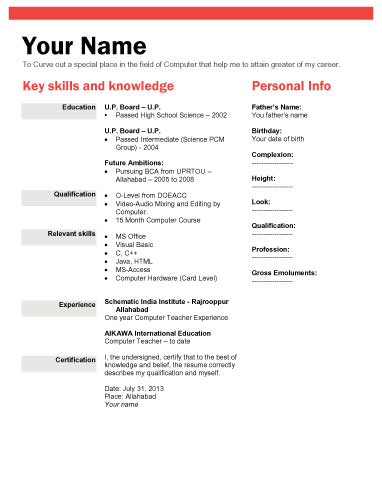 Your Name
To Curve out a special place in the field of Computer that help me to attain greater of my career.
Key skills and knowledge
Education
U.P. Board – U.P.
• Passed High School Science – 2002
U.P. Board – U.P.
• Passed Intermediate (Science PCM
Group) - 2004
Future Ambitions:
• Pursuing BCA from UPRTOU –
Allahabad – 2005 to 2008
Qualification
• O-Level from DOEACC
• Video-Audio Mixing and Editing by
Computer.
• 15 Month Computer Course
Relevant skills
• MS Office
• Visual Basic
• C, C++
• Java, HTML
• MS-Access
• Computer Hardware (Card Level)
Experience
Schematic India Institute - Rajrooppur
Allahabad
One year Computer Teacher Experience
AIKAWA International Education
Computer Teacher – to date
Certification
I, the undersigned, certify that to the best of
knowledge and belief, the resume correctly
describes my qualification and myself.
Date: July 31, 2013
Place: Allahabad
Your name
Personal Info
Father's Name:
You father's name
Birthday:
Your date of birth
Complexion:
-------------------
Height:
-------------------
Look:
-------------------
Qualification:
-------------------
Profession:
-------------------
Gross Emoluments:
-------------------